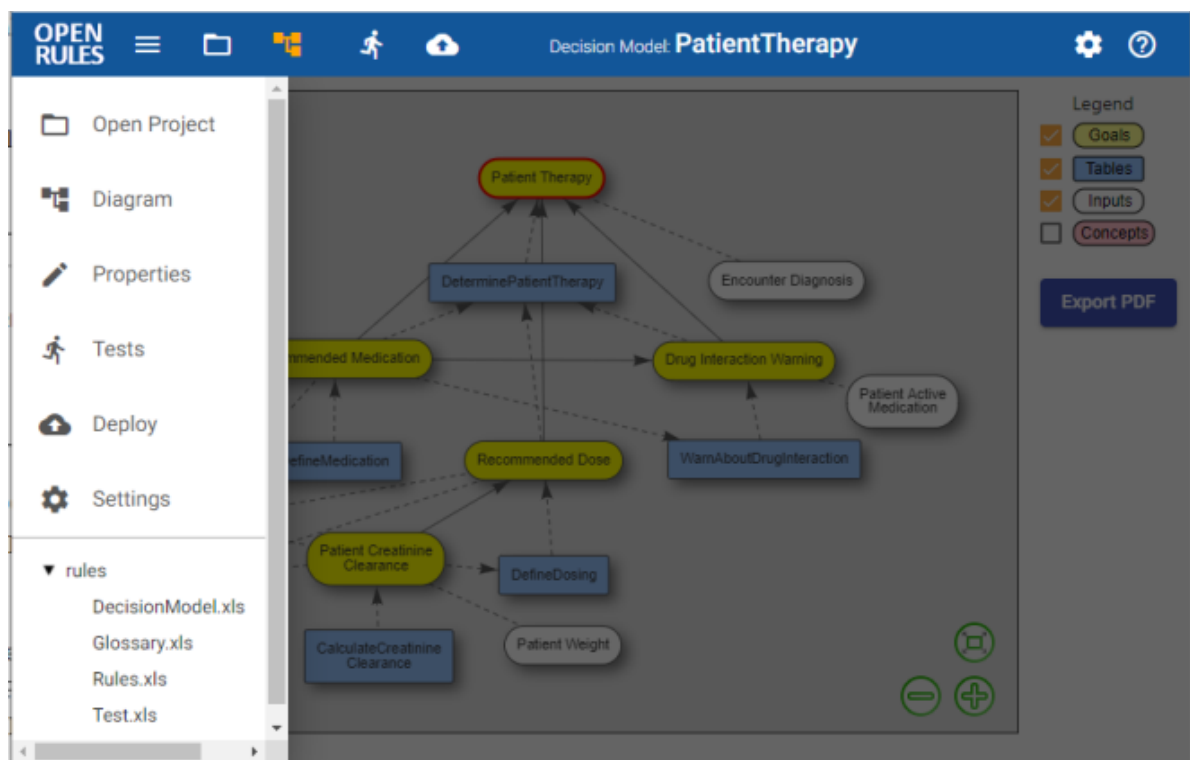 OPEN
RULES
Decision Model: PatientTherapy
Open Project
Diagram
Properties
Tests
Deploy
Settings
rules
DecisionModel.xls
Glossary.xls
Rules.xls
Test.xls
Patient Therapy
DeterminePatientTherapy
Encounter Diagnosis
Medication
Drug Interaction Warning
Patient Active
Medication
Recommended Dose
WarnAboutDrugInteraction
Patient Creatinine
Clearance
DefineDosing
CalculateCreatinine
Clearance
Patient Weight
Legend
Goals
Tables
Inputs
Concepts
Export PDF